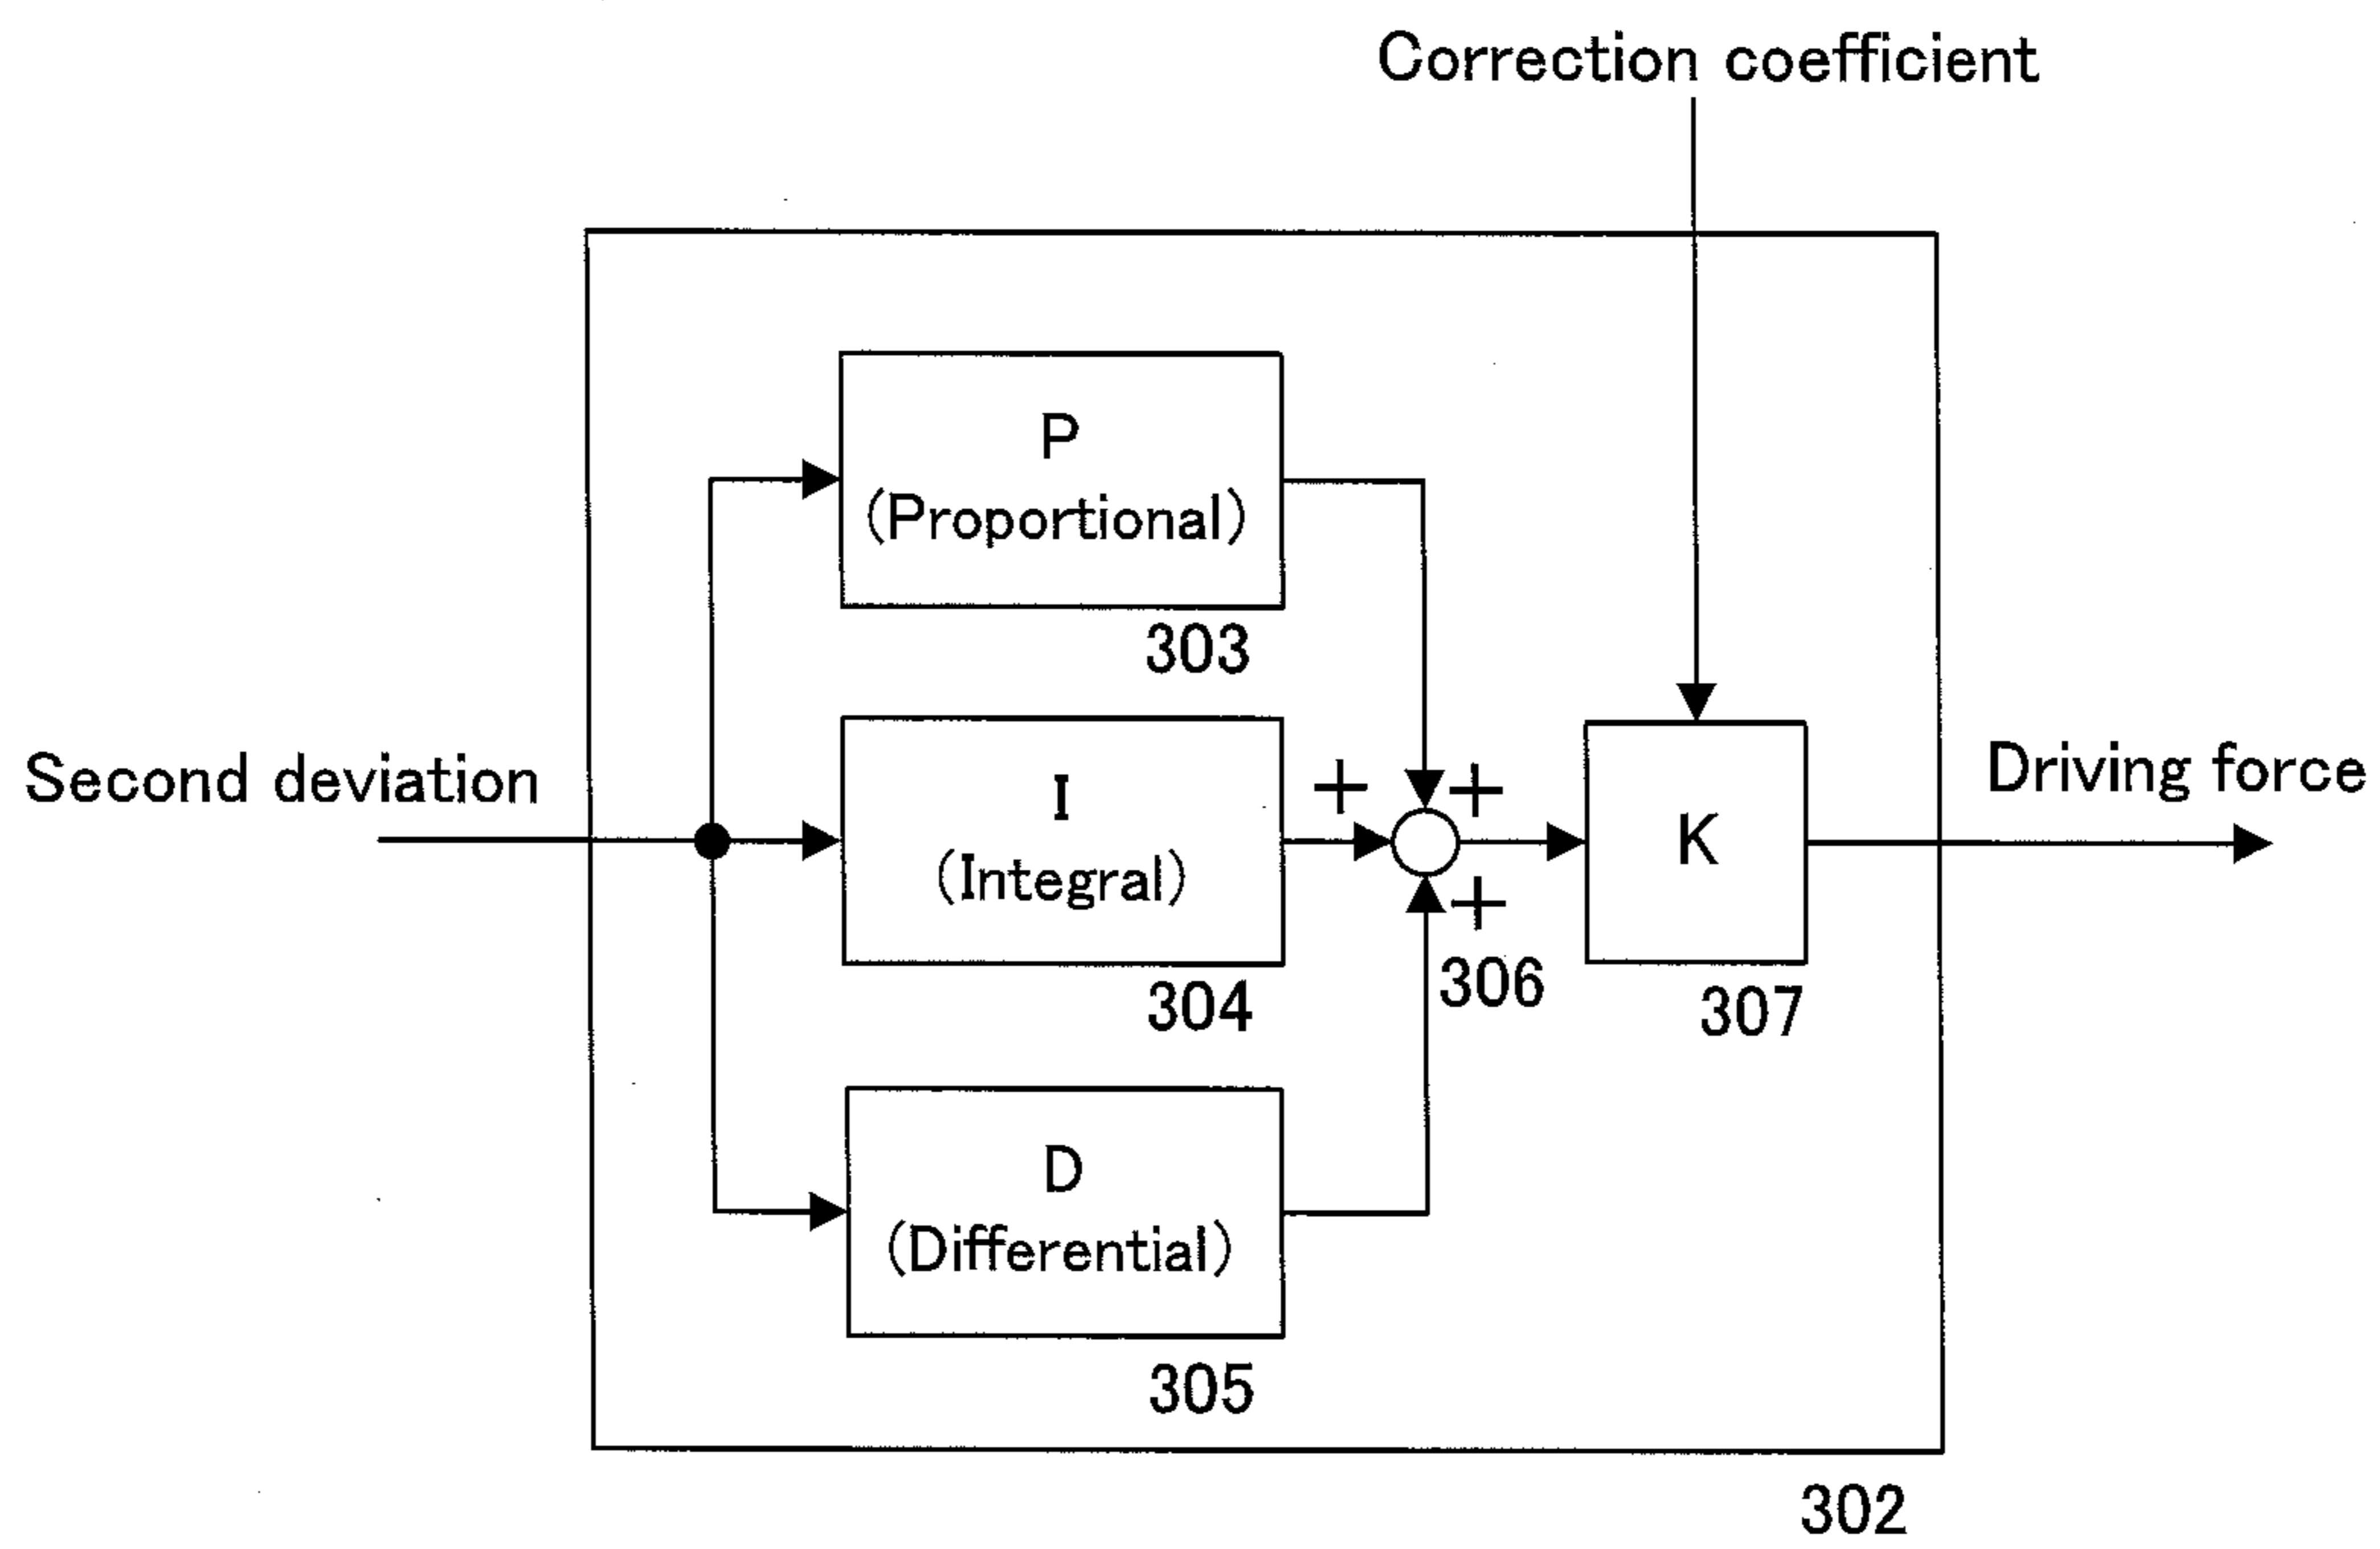 Correction coefficient
P
(Proportional)
303
Second deviation
I
(Integral)
304
+
+
+
306
K
307
Driving force
D
(Differential)
305
302